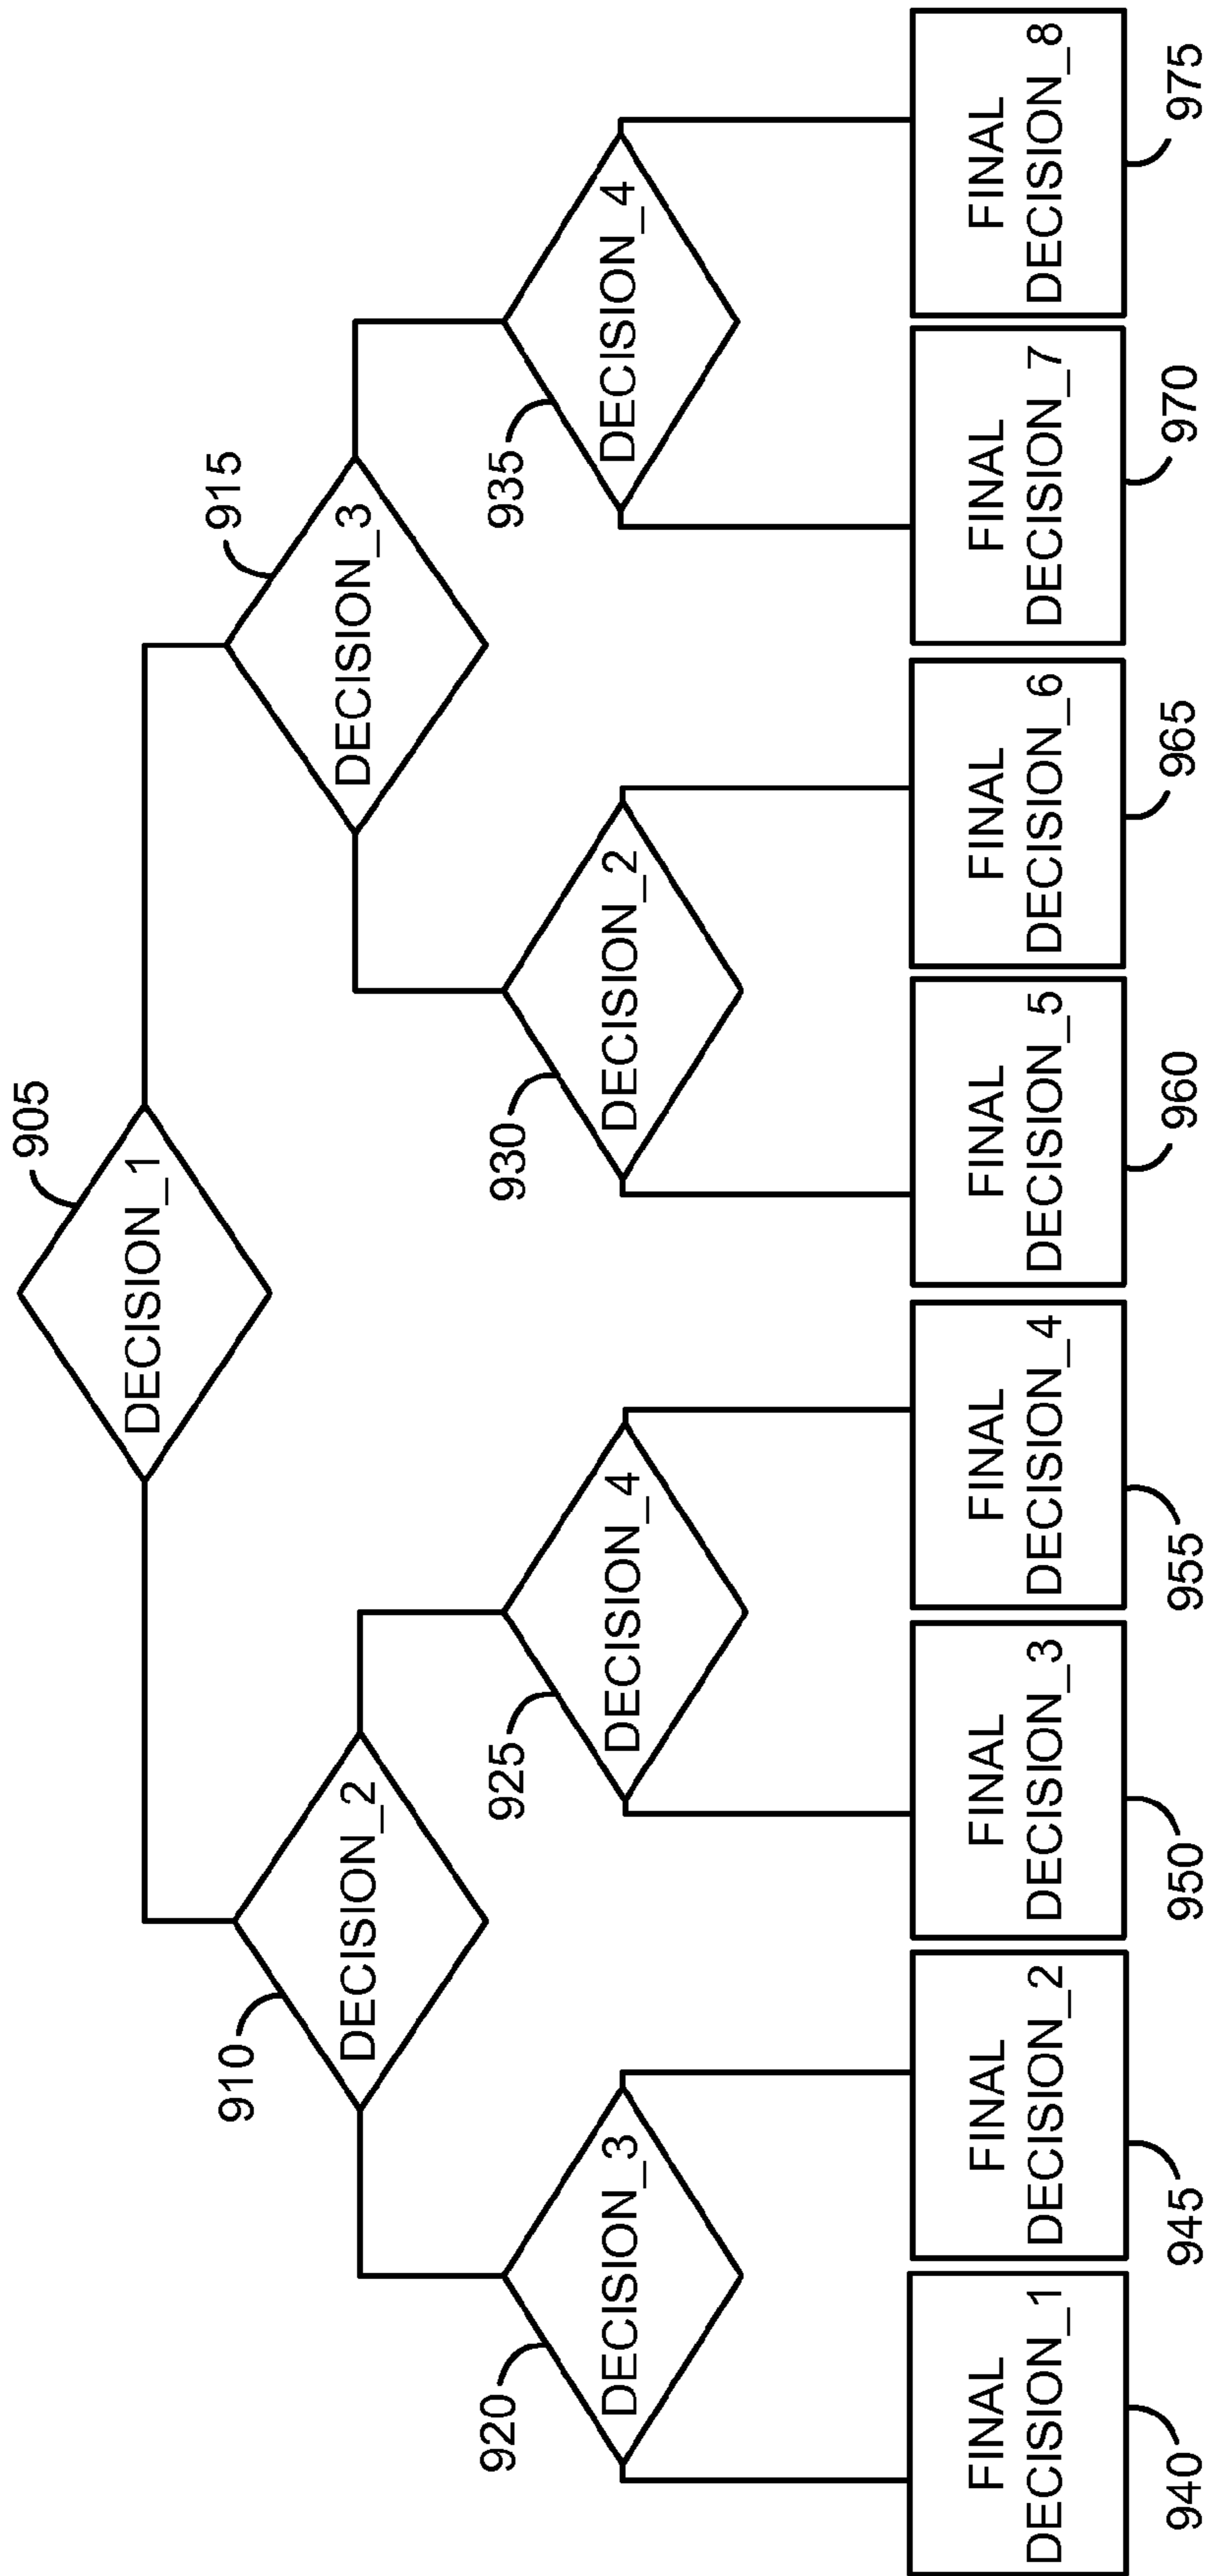 905
DECISION_1
910
DECISION_2
915
DECISION_3
920
DECISION_3
925
DECISION_4
930
DECISION_2
935
DECISION_4
FINAL
DECISION_1
FINAL
DECISION_2
FINAL
DECISION_3
FINAL
DECISION_4
FINAL
DECISION_5
FINAL
DECISION_6
FINAL
DECISION_7
FINAL
DECISION_8
940
945
950
955
960
965
970
975